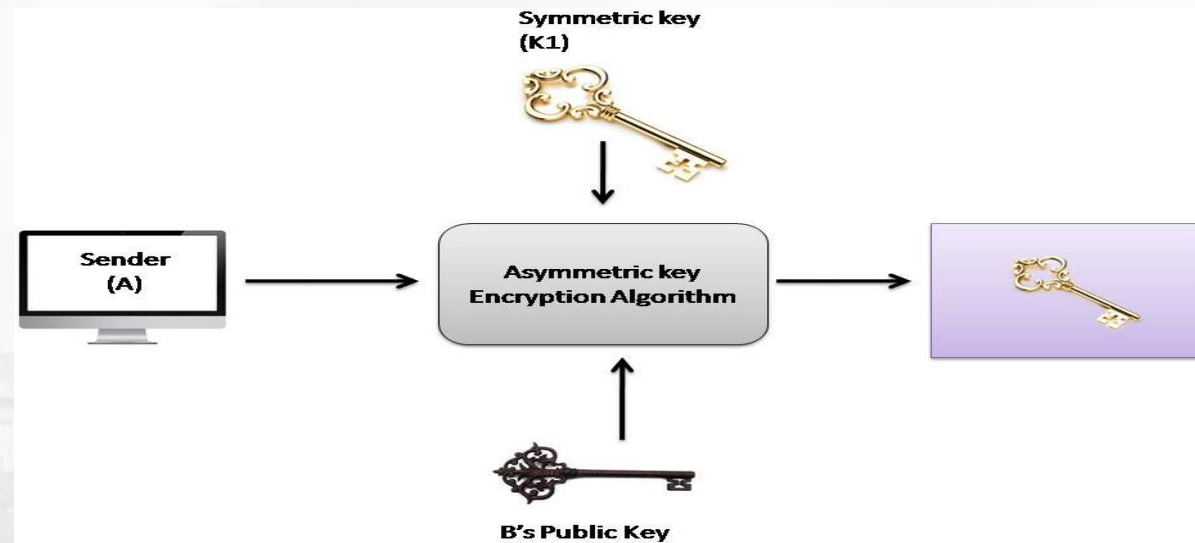 Symmetric key
(K1)
Sender
(A)
Asymmetric key
Encryption Algorithm
B's Public Key